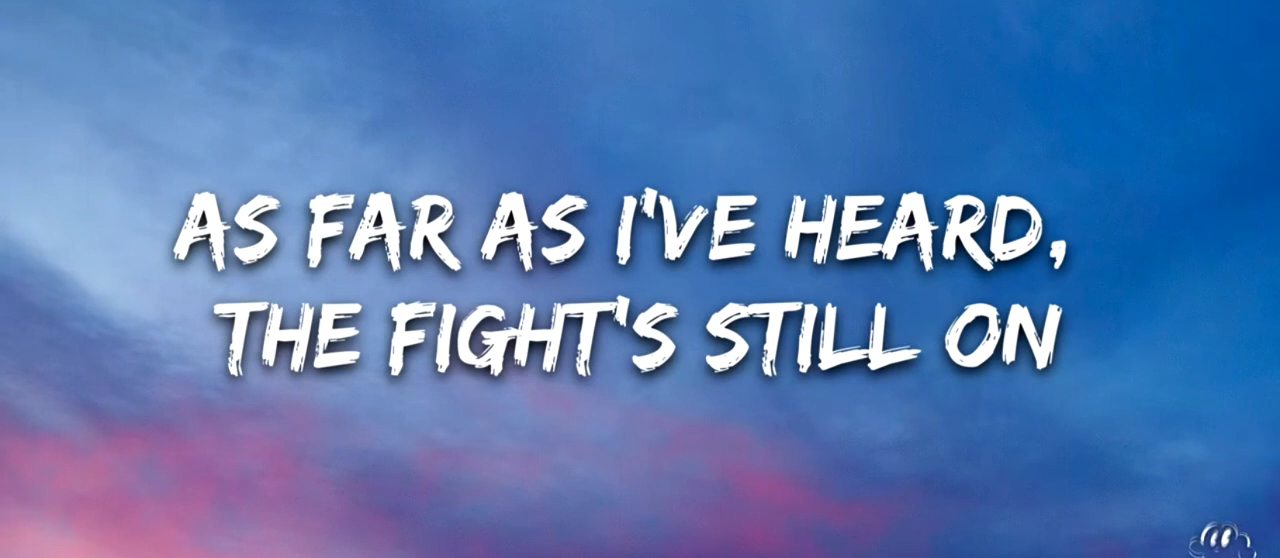 AS FAR AS I'VE HEARD,
THE FIGHT'S STILL ON